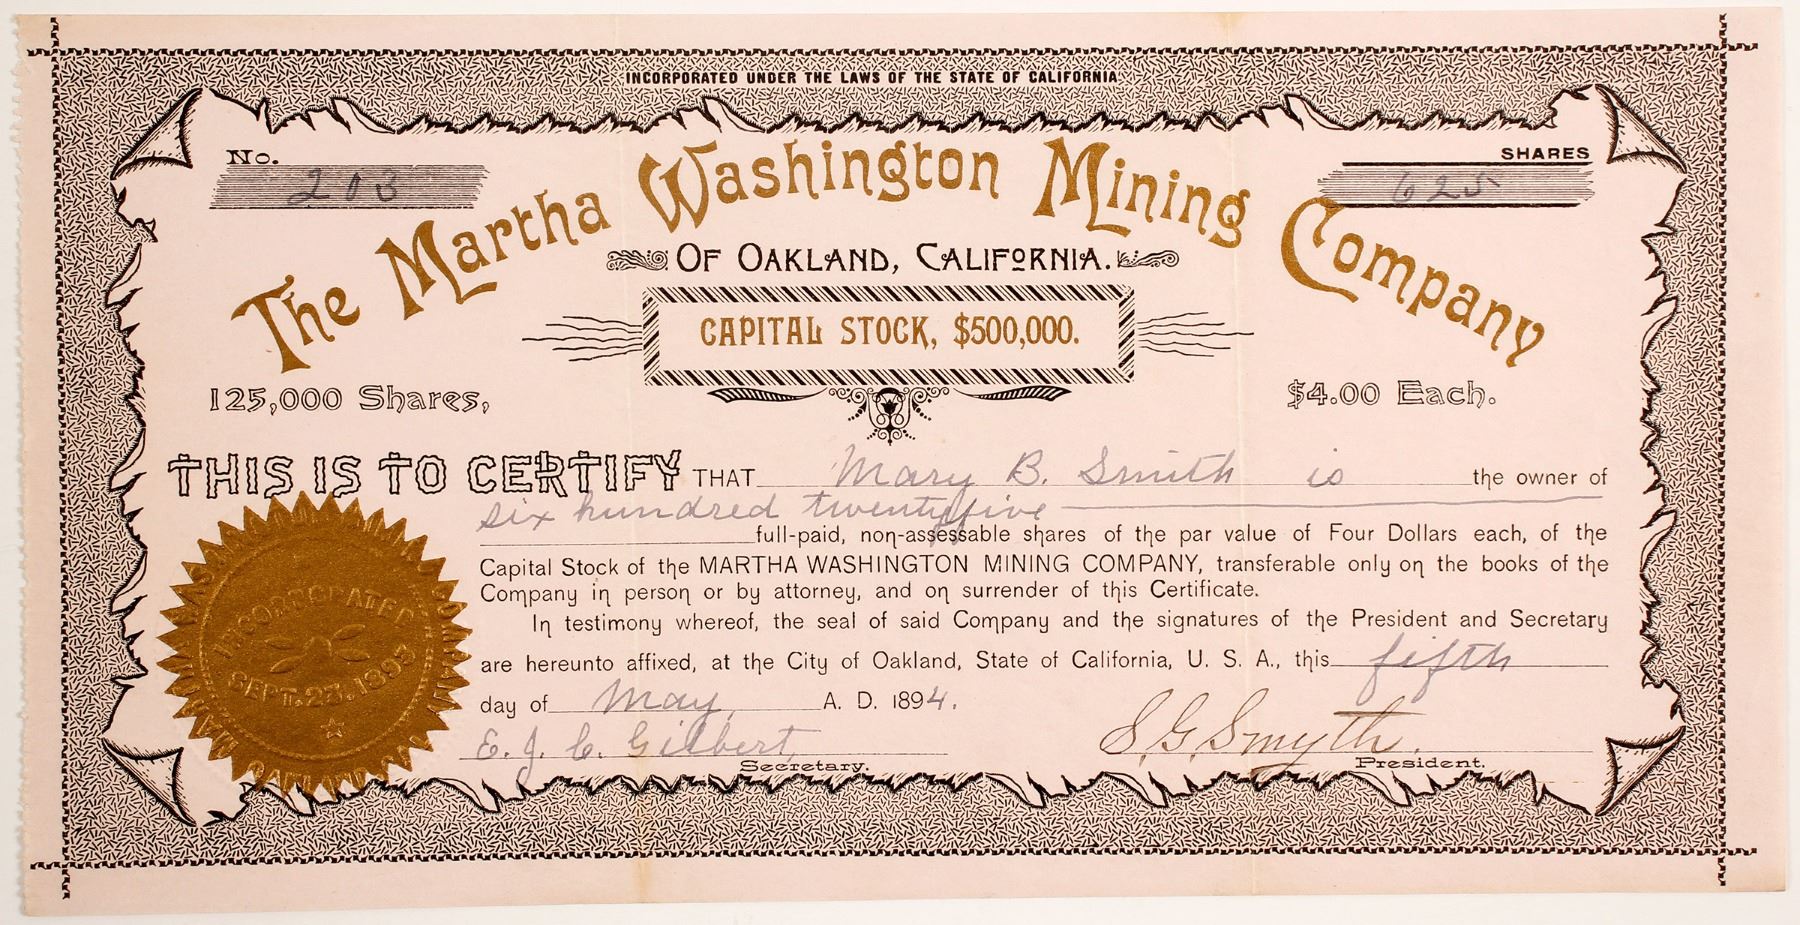 INCORPORATED UNDER THE LAWS OF THE STATE OF CALIFORNIA.
No. 203
SHARES 625
The Martha Washington Mining Company
OF OAKLAND, CALIFORNIA.
CAPITAL STOCK, $500,000.
125,000 Shares, $4.00 Each.
THIS IS TO CERTIFY THAT Mary B. Smith is the owner of
six hundred twentyfive
full-paid, non-assessable shares of the par value of Four Dollars each, of the
Capital Stock of the MARTHA WASHINGTON MINING COMPANY, transferable only on the books of the
Company in person or by attorney, and on surrender of this Certificate.
In testimony whereof, the seal of said Company and the signatures of the President and Secretary
are hereunto affixed, at the City of Oakland, State of California, U. S. A., this fifth
day of May, A. D. 1894.
E. J. C. Gilbert, Secretary.
S. G. Smyth. President.
INCORPORATED
SEPT. 23, 1893
OAKLAND